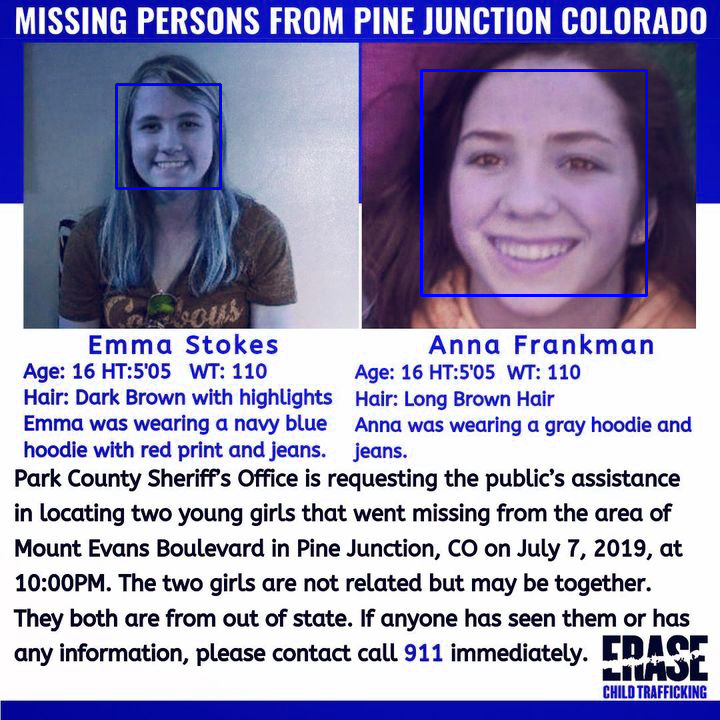 MISSING PERSONS FROM PINE JUNCTION COLORADO
Cowboys
Emma Stokes
Age: 16 HT:5'05 WT: 110
Hair: Dark Brown with highlights
Emma was wearing a navy blue
hoodie with red print and jeans.
Anna Frankman
Age: 16 HT:5'05 WT: 110
Hair: Long Brown Hair
Anna was wearing a gray hoodie and
jeans.
Park County Sheriff's Office is requesting the public's assistance
in locating two young girls that went missing from the area of
Mount Evans Boulevard in Pine Junction, CO on July 7, 2019, at
10:00PM. The two girls are not related but may be together.
They both are from out of state. If anyone has seen them or has
any information, please contact call 911 immediately.
ERASE
CHILD TRAFFICKING